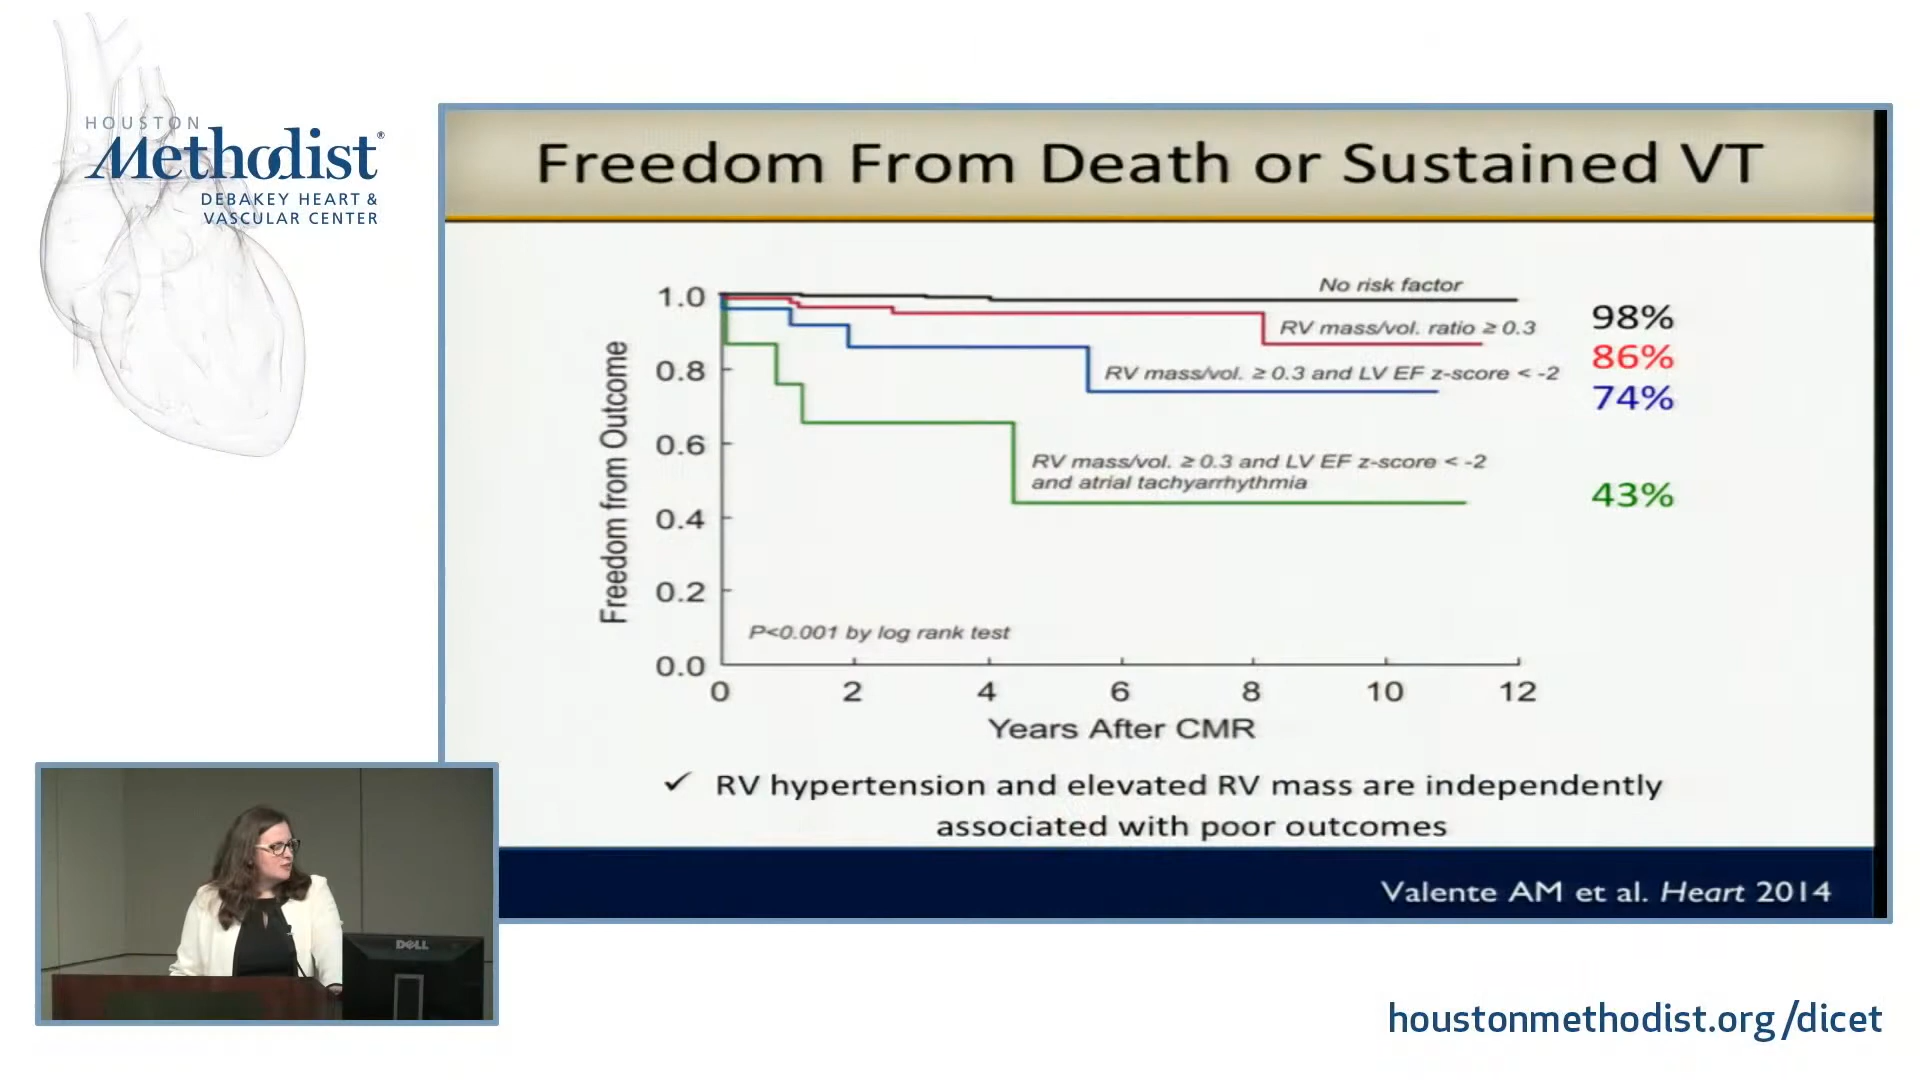 HOUSTON
Methodist®
DEBAKEY HEART &
VASCULAR CENTER
Freedom From Death or Sustained VT
No risk factor
RV mass/vol. ratio ≥ 0.3
RV mass/vol. ≥ 0.3 and LV EF z-score < -2
RV mass/vol. ≥ 0.3 and LV EF z-score < -2
and atrial tachyarrhythmia
98%
86%
74%
43%
Freedom from Outcome
1.0
0.8
0.6
0.4
0.2
0.0
P<0.001 by log rank test
0 2 4 6 8 10 12
Years After CMR
✓ RV hypertension and elevated RV mass are independently
associated with poor outcomes
Valente AM et al. Heart 2014
DELL
houstonmethodist.org/dicet